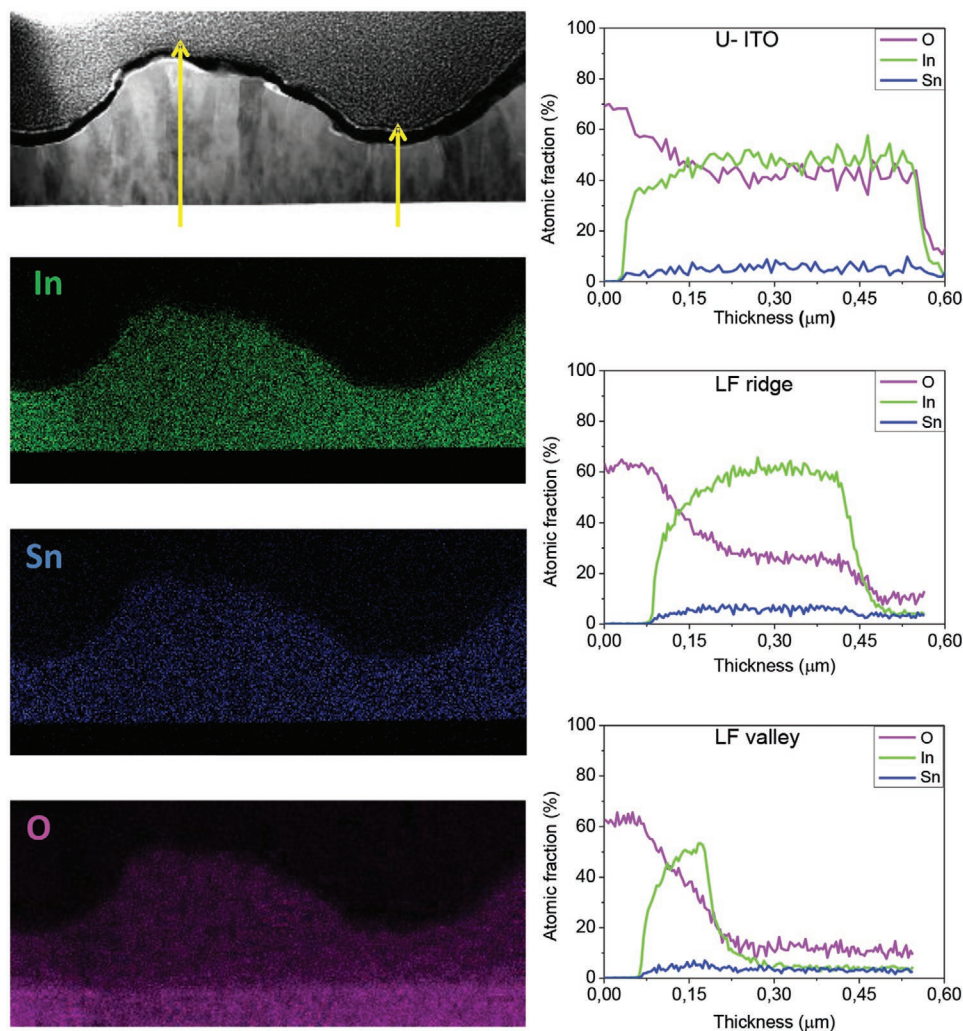 In
Sn
O
U- ITO
O
In
Sn
Atomic fraction (%)
100
80
60
40
20
0
0,00 0,15 0,30 0,45 0,60
Thickness (μm)
LF ridge
O
In
Sn
Atomic fraction (%)
100
80
60
40
20
0
0,00 0,15 0,30 0,45 0,60
Thickness (μm)
LF valley
O
In
Sn
Atomic fraction (%)
100
80
60
40
20
0
0,00 0,15 0,30 0,45 0,60
Thickness (μm)